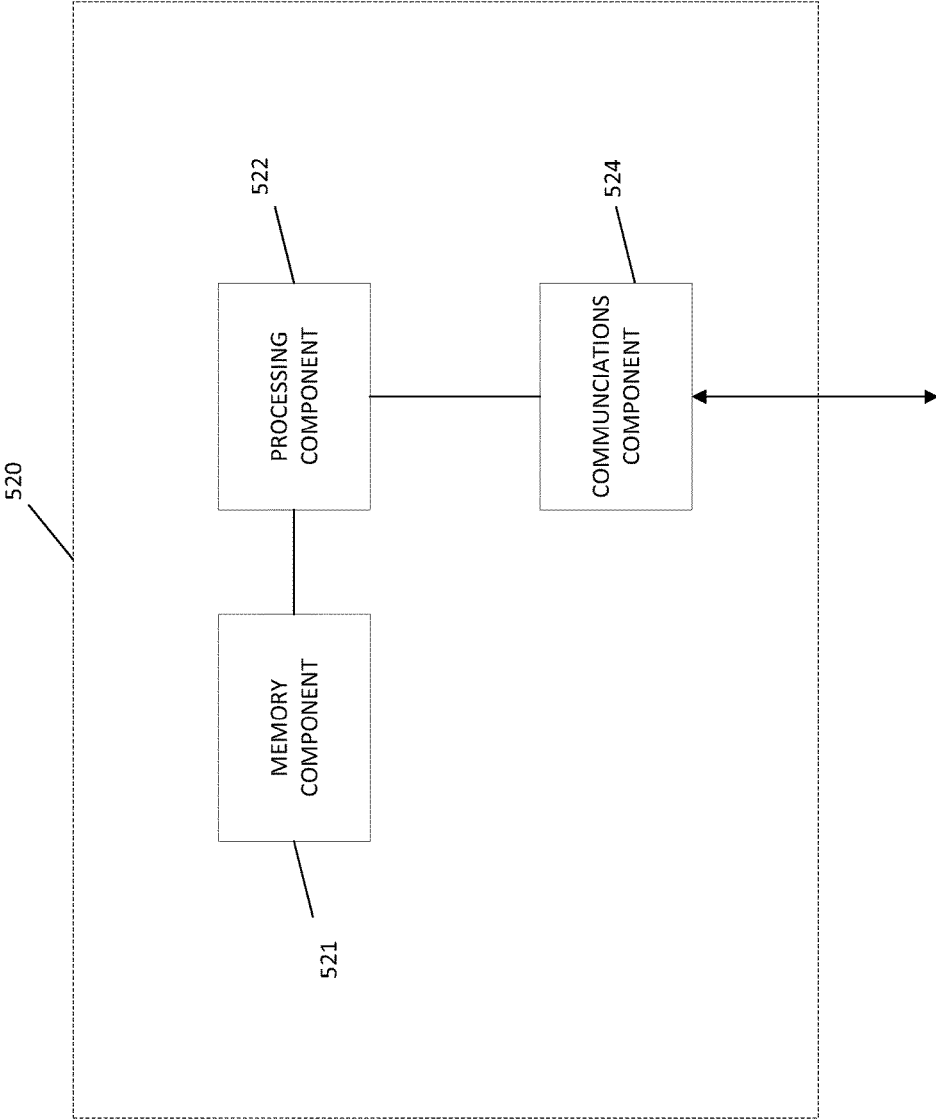 520
521
MEMORY
COMPONENT
PROCESSING
COMPONENT
522
COMMUNCIATIONS
COMPONENT
524